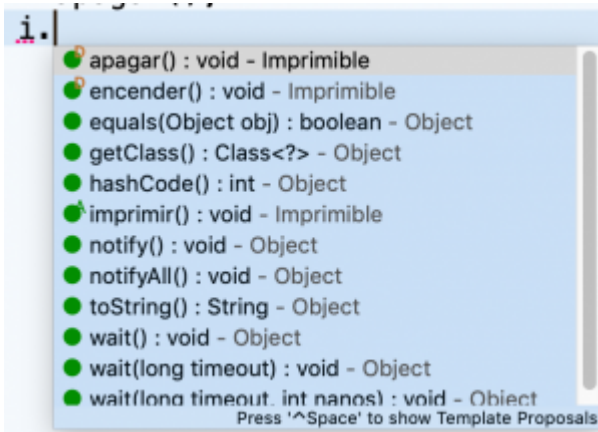 i.
apagar() : void - Imprimible
encender() : void - Imprimible
equals(Object obj) : boolean - Object
getClass() : Class<?> - Object
hashCode() : int - Object
imprimir() : void - Imprimible
notify() : void - Object
notifyAll() : void - Object
toString() : String - Object
wait() : void - Object
wait(long timeout) : void - Object
wait(long timeout, int nanos) : void - Object
Press '^Space' to show Template Proposals